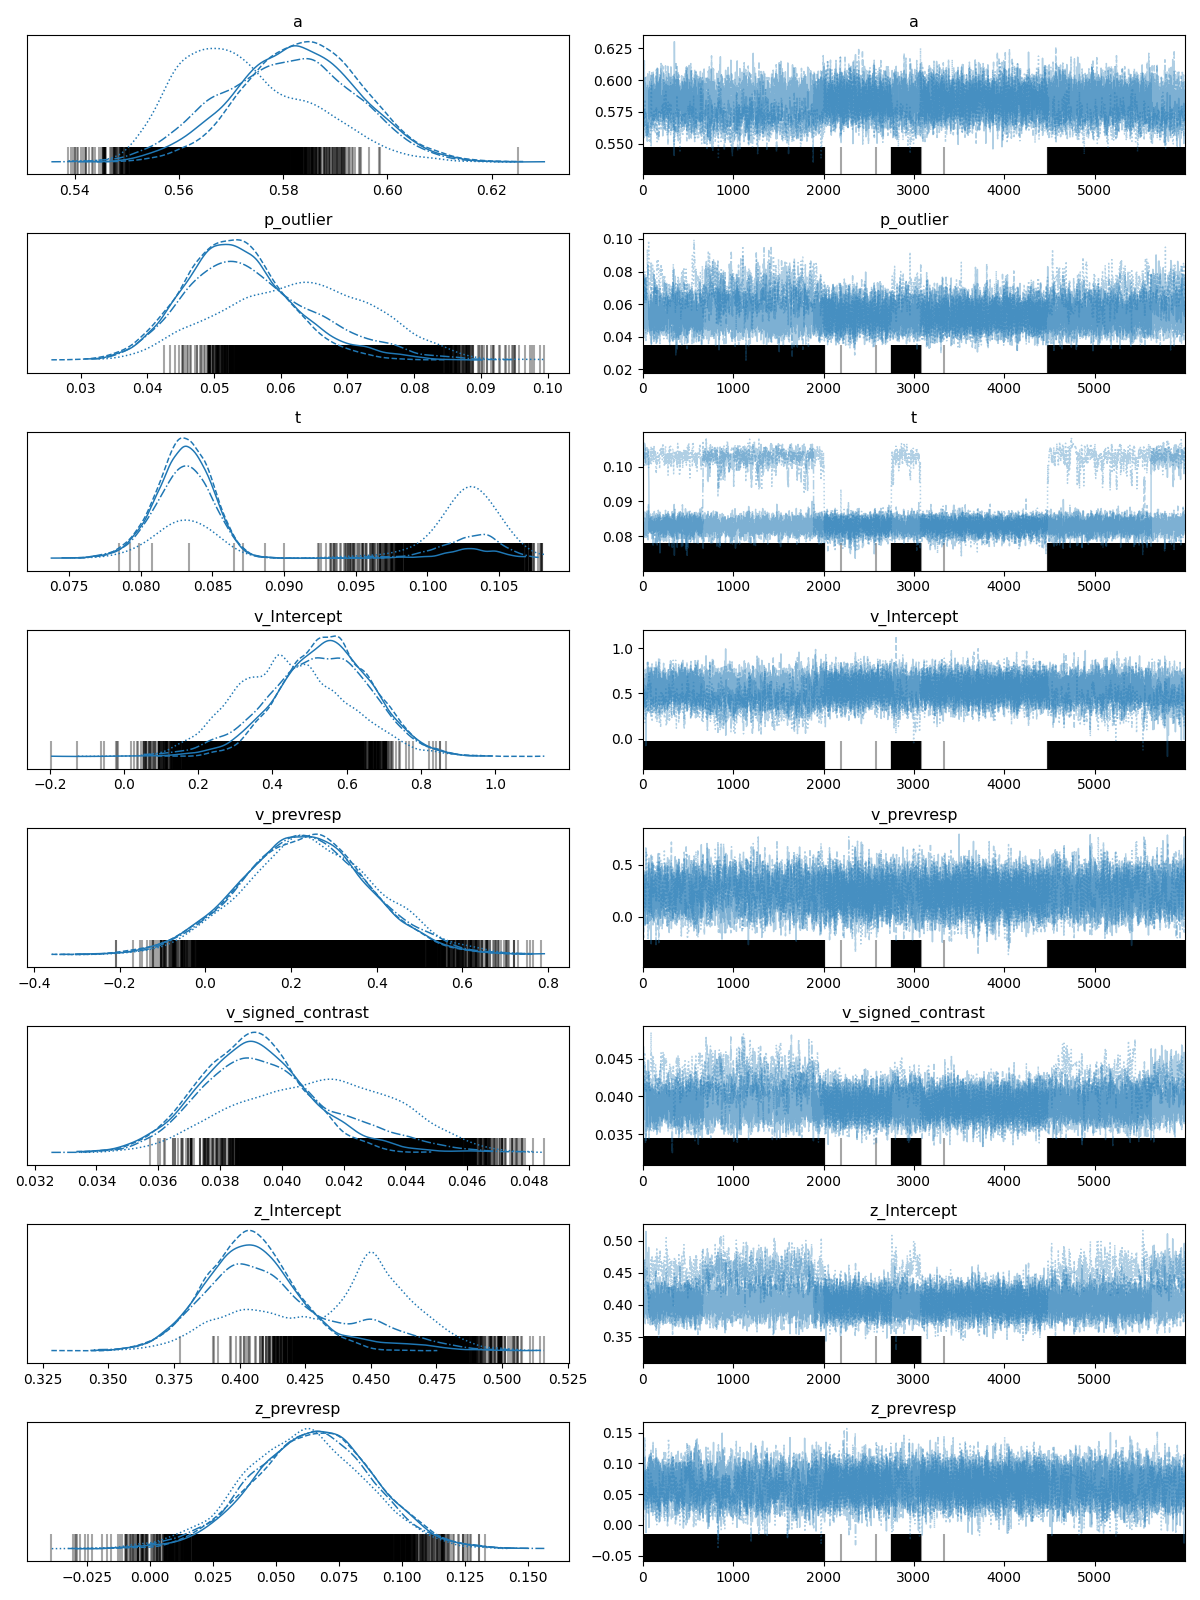 a a
0.625
0.600
0.575
0.550
0.54 0.56 0.58 0.60 0.62 0 1000 2000 3000 4000 5000
p_outlier p_outlier
0.10
0.08
0.06
0.04
0.02
0.03 0.04 0.05 0.06 0.07 0.08 0.09 0.10 0 1000 2000 3000 4000 5000
t t
0.10
0.09
0.08
0.075 0.080 0.085 0.090 0.095 0.100 0.105 0 1000 2000 3000 4000 5000
v_Intercept v_Intercept
1.0
0.5
0.0
−0.2 0.0 0.2 0.4 0.6 0.8 1.0 0 1000 2000 3000 4000 5000
v_prevresp v_prevresp
0.5
0.0
−0.4 −0.2 0.0 0.2 0.4 0.6 0.8 0 1000 2000 3000 4000 5000
v_signed_contrast v_signed_contrast
0.045
0.040
0.035
0.032 0.034 0.036 0.038 0.040 0.042 0.044 0.046 0.048 0 1000 2000 3000 4000 5000
z_Intercept z_Intercept
0.50
0.45
0.40
0.35
0.325 0.350 0.375 0.400 0.425 0.450 0.475 0.500 0.525 0 1000 2000 3000 4000 5000
z_prevresp z_prevresp
0.15
0.10
0.05
0.00
−0.05
−0.025 0.000 0.025 0.050 0.075 0.100 0.125 0.150 0 1000 2000 3000 4000 5000